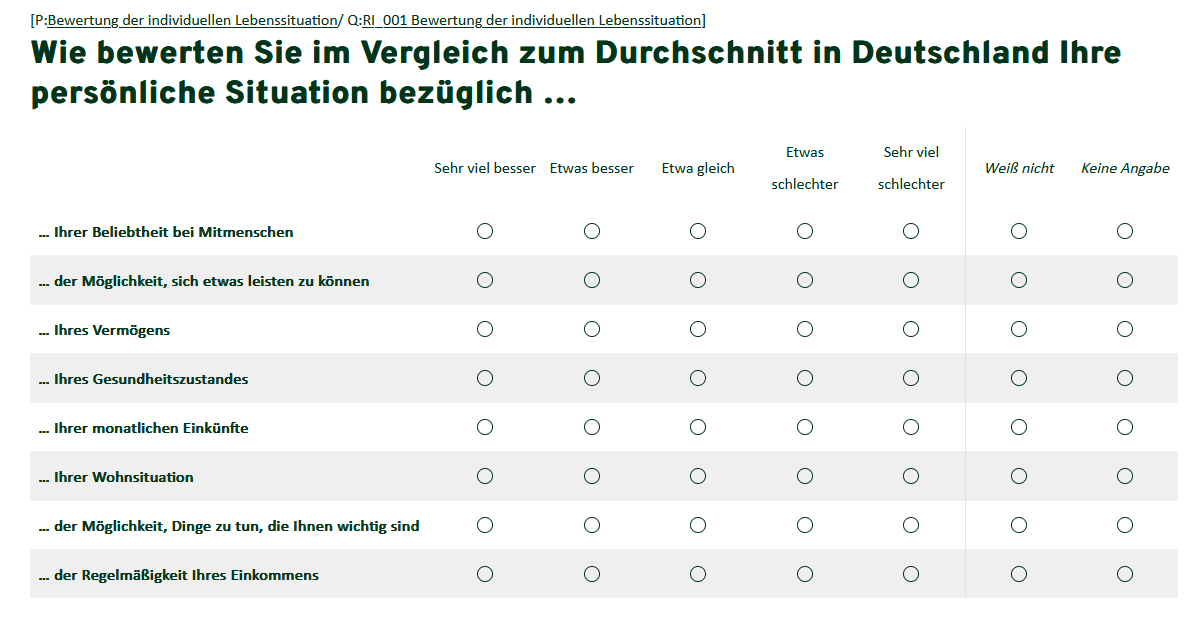 [P:Bewertung der individuellen Lebenssituation/ Q:RI_001 Bewertung der individuellen Lebenssituation]
Wie bewerten Sie im Vergleich zum Durchschnitt in Deutschland Ihre
persönliche Situation bezüglich ...
Sehr viel besser Etwas besser Etwa gleich Etwas schlechter Sehr viel schlechter Weiß nicht Keine Angabe
... Ihrer Beliebtheit bei Mitmenschen
... der Möglichkeit, sich etwas leisten zu können
... Ihres Vermögens
... Ihres Gesundheitszustandes
... Ihrer monatlichen Einkünfte
... Ihrer Wohnsituation
... der Möglichkeit, Dinge zu tun, die Ihnen wichtig sind
... der Regelmäßigkeit Ihres Einkommens